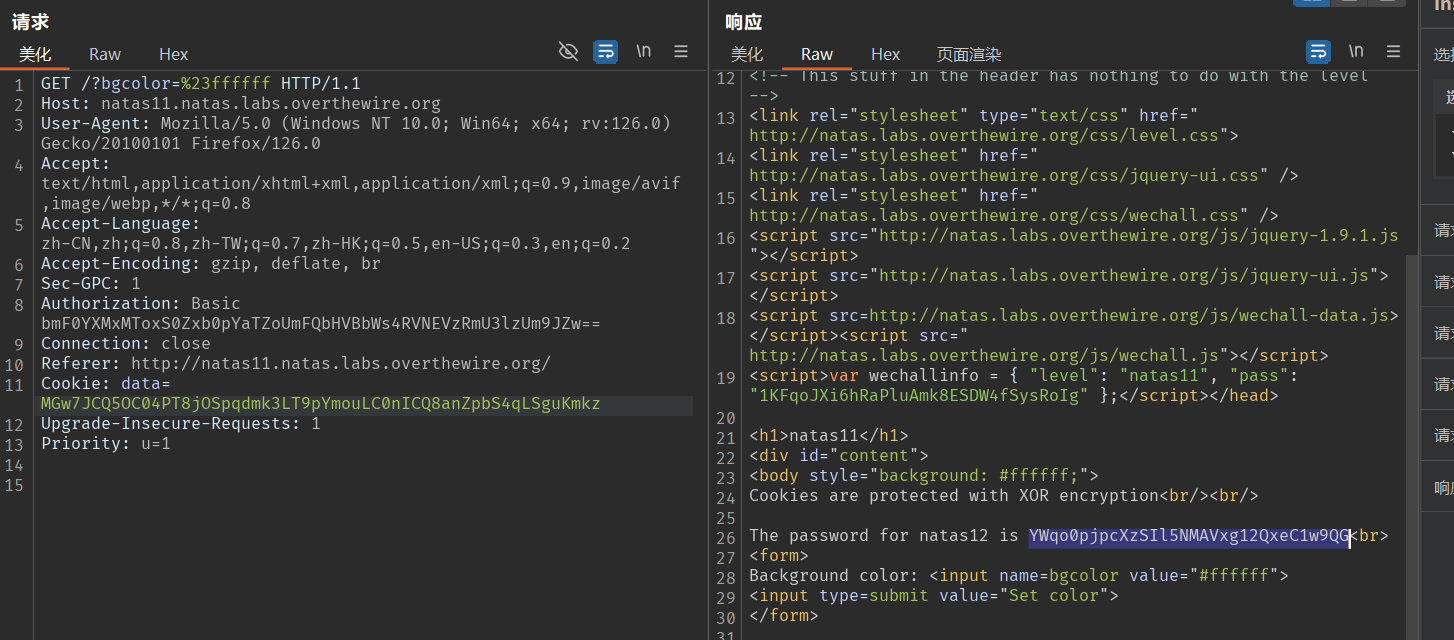 请求
美化 Raw Hex
\n
1 GET /?bgcolor=%23ffffff HTTP/1.1
2 Host: natas11.natas.labs.overthewire.org
3 User-Agent: Mozilla/5.0 (Windows NT 10.0; Win64; x64; rv:126.0)
Gecko/20100101 Firefox/126.0
4 Accept:
text/html,application/xhtml+xml,application/xml;q=0.9,image/avif
,image/webp,*/*;q=0.8
5 Accept-Language:
zh-CN,zh;q=0.8,zh-TW;q=0.7,zh-HK;q=0.5,en-US;q=0.3,en;q=0.2
6 Accept-Encoding: gzip, deflate, br
7 Sec-GPC: 1
8 Authorization: Basic
bmF0YXMxMToxS0Zxb0pYaTZoUmFQbHVBbWs4RVNEVzRmU3lzUm9JZw==
9 Connection: close
10 Referer: http://natas11.natas.labs.overthewire.org/
11 Cookie: data=
MGw7JCQ5OC04PT8jOSpqdmk3LT9pYmouLC0nICQ8anZpbS4qLSguKmkz
12 Upgrade-Insecure-Requests: 1
13 Priority: u=1
14
15
响应
美化 Raw Hex 页面渲染
\n
12 <!-- This stuff in the header has nothing to do with the level
-->
13 <link rel="stylesheet" type="text/css" href="
http://natas.labs.overthewire.org/css/level.css">
14 <link rel="stylesheet" href="
http://natas.labs.overthewire.org/css/jquery-ui.css" />
15 <link rel="stylesheet" href="
http://natas.labs.overthewire.org/css/wechall.css" />
16 <script src="http://natas.labs.overthewire.org/js/jquery-1.9.1.js
"></script>
17 <script src="http://natas.labs.overthewire.org/js/jquery-ui.js">
</script>
18 <script src=http://natas.labs.overthewire.org/js/wechall-data.js>
</script><script src="
http://natas.labs.overthewire.org/js/wechall.js"></script>
19 <script>var wechallinfo = { "level": "natas11", "pass":
"1KFqoJXi6hRaPluAmk8ESDW4fSysRoIg" };</script></head>
20
21 <h1>natas11</h1>
22 <div id="content">
23 <body style="background: #ffffff;">
24 Cookies are protected with XOR encryption<br/><br/>
25
26 The password for natas12 is YWqo0pjpcXzSIl5NMAVxg12QxeC1w9QG<br>
27 <form>
28 Background color: <input name=bgcolor value="#ffffff">
29 <input type=submit value="Set color">
30 </form>
31